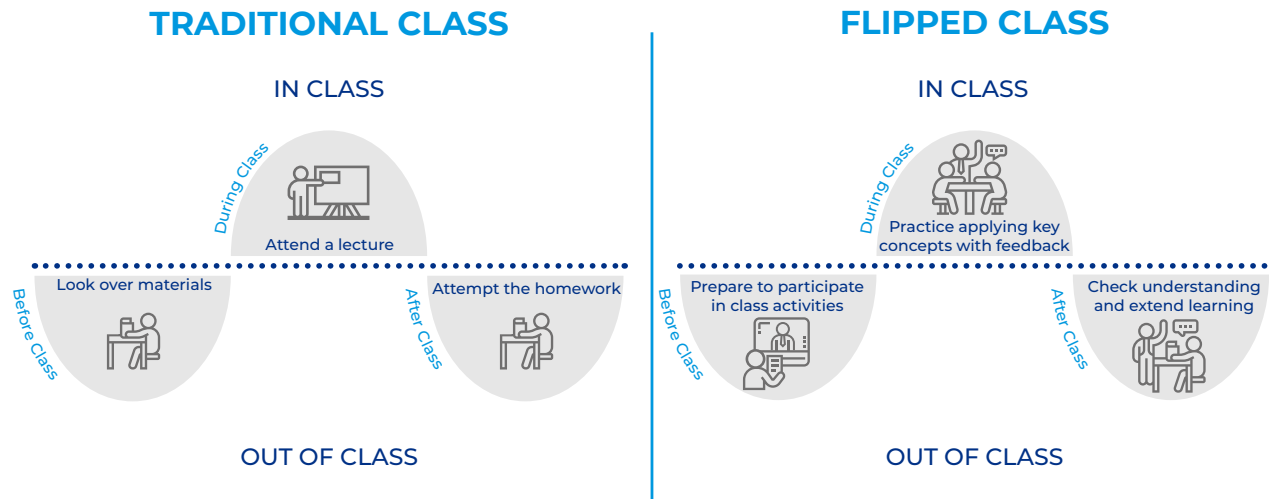 TRADITIONAL CLASS
IN CLASS
During Class
Attend a lecture
Before Class
Look over materials
After Class
Attempt the homework
OUT OF CLASS
FLIPPED CLASS
IN CLASS
During Class
Practice applying key
concepts with feedback
Before Class
Prepare to participate
in class activities
After Class
Check understanding
and extend learning
OUT OF CLASS